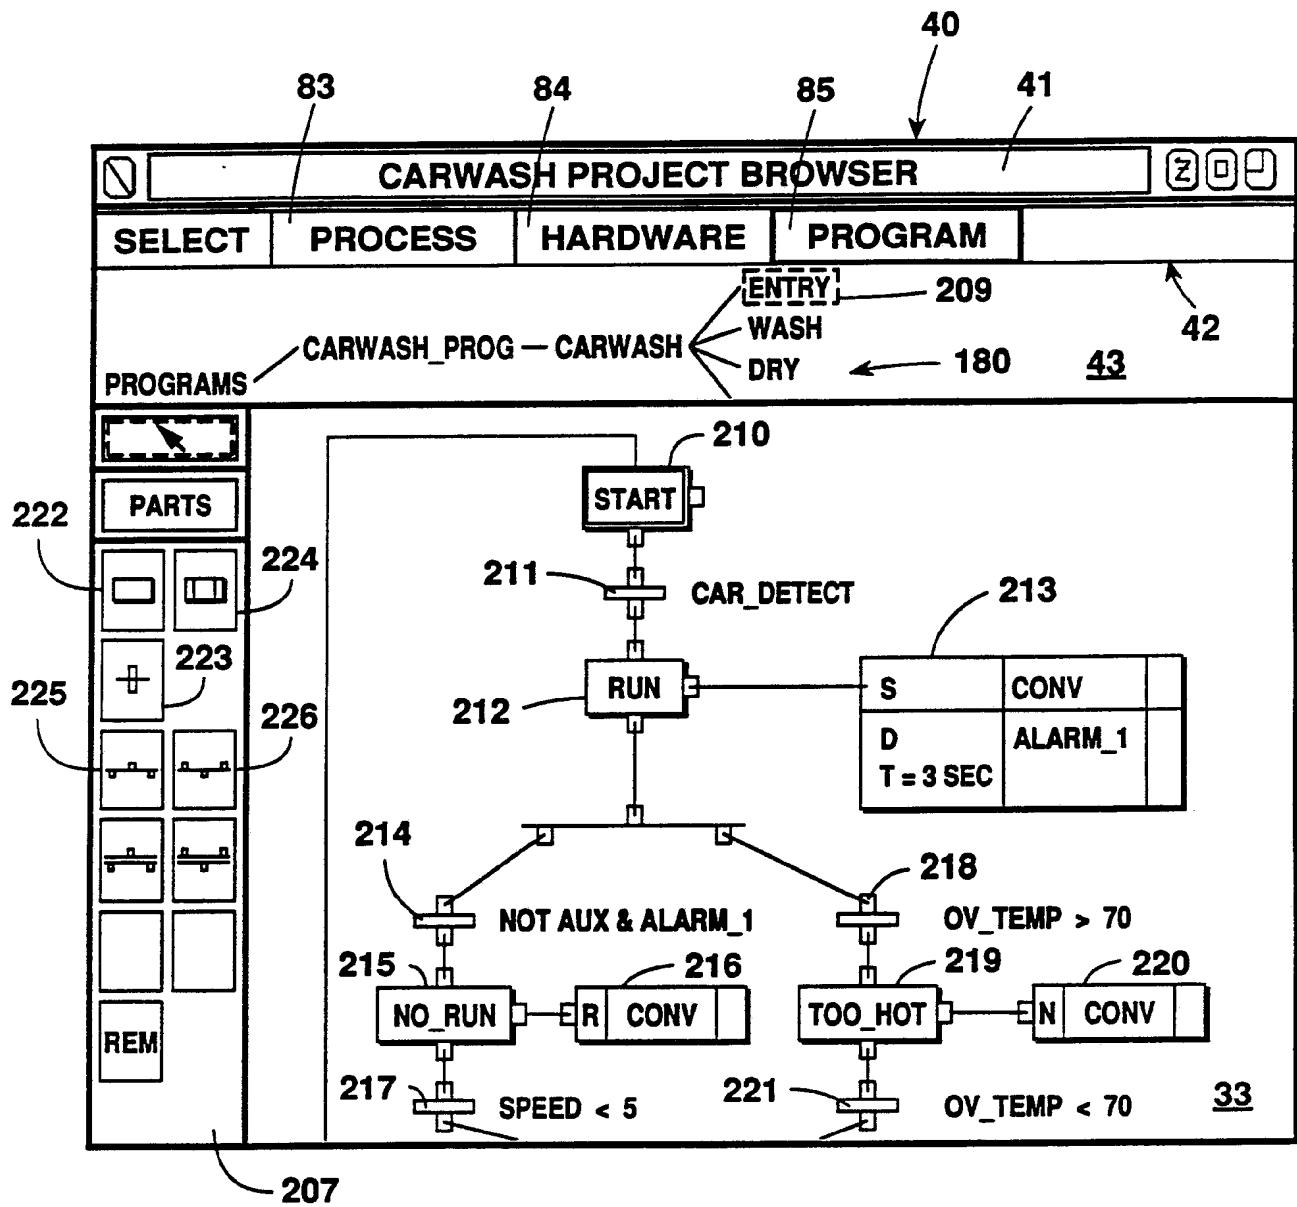 40
83
84
85
41
CARWASH PROJECT BROWSER
Z
SELECT
PROCESS
HARDWARE
PROGRAM
ENTRY
209
42
WASH
CARWASH_PROG
CARWASH
DRY
180
43
PROGRAMS
210
START
PARTS
222
224
211
CAR_DETECT
213
223
RUN
S
CONV
225
226
212
D
ALARM_1
T = 3 SEC
214
218
NOT AUX & ALARM_1
OV_TEMP > 70
215
216
219
220
NO_RUN
R
CONV
TOO_HOT
N
CONV
REM
217
SPEED < 5
221
OV_TEMP < 70
33
207